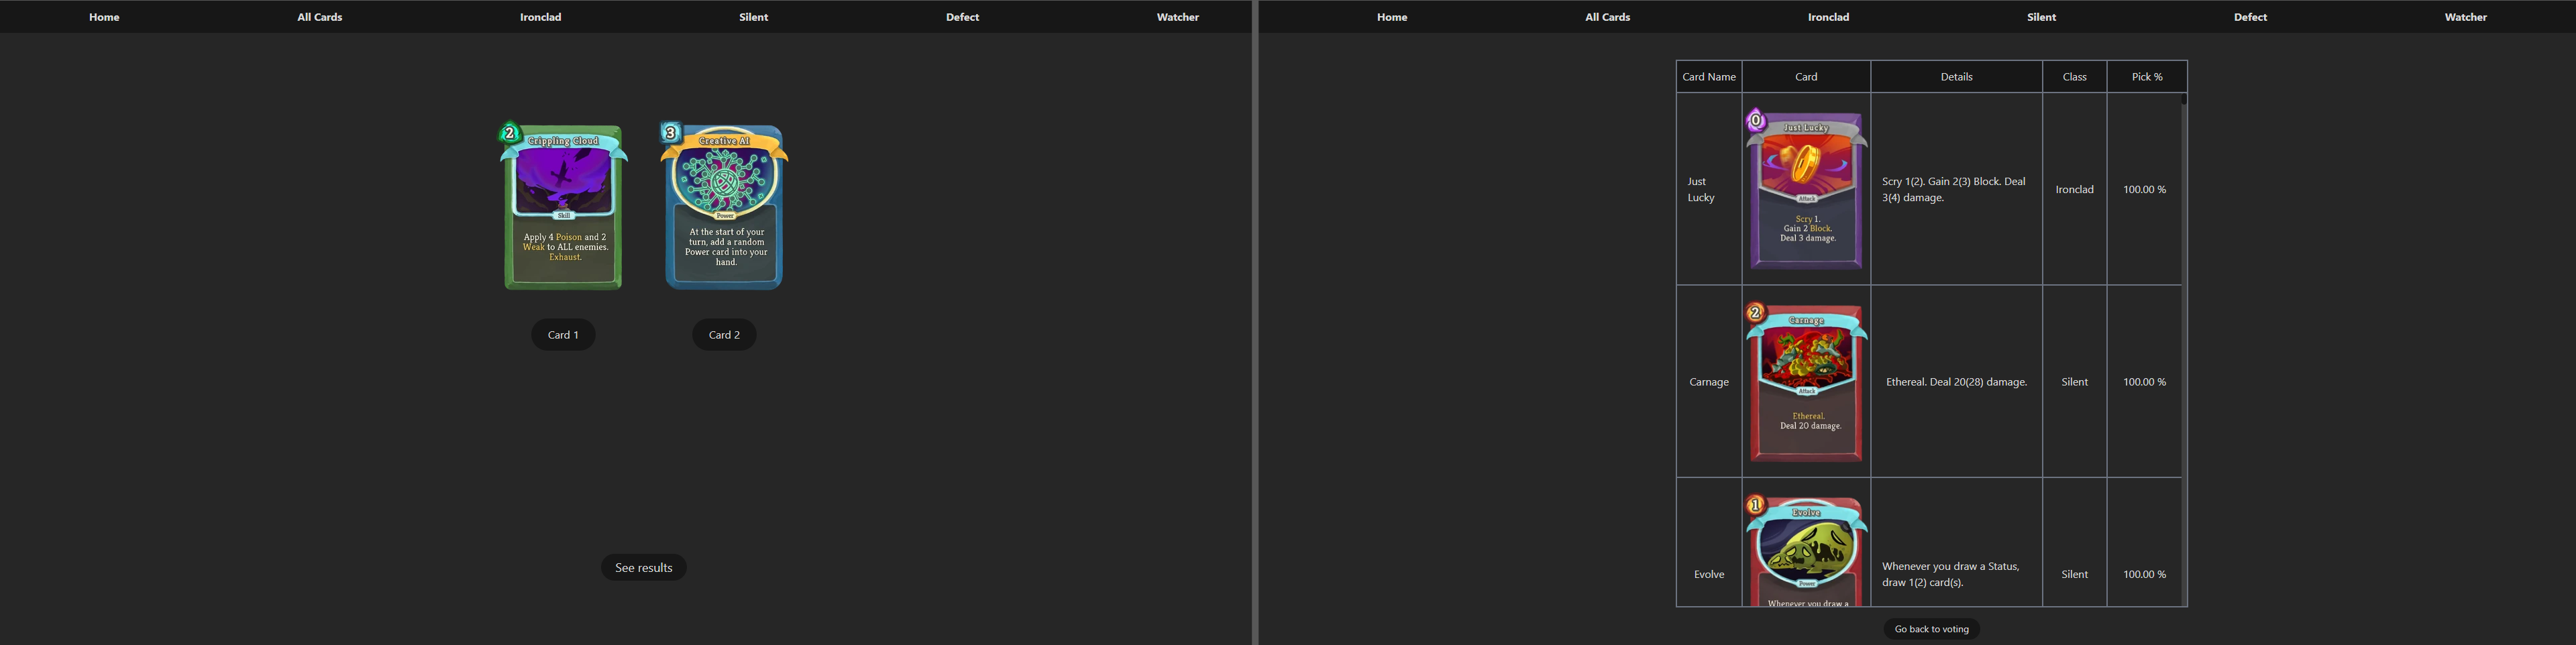 Home All Cards Ironclad Silent Defect Watcher
2
Crippling Cloud
Skill
Apply 4 Poison and 2
Weak to ALL enemies.
Exhaust.
3
Creative AI
Power
At the start of your
turn, add a random
Power card into your
hand.
Card 1
Card 2
See results
Home All Cards Ironclad Silent Defect Watcher
Card Name Card Details Class Pick %
Just
Lucky
0
Just Lucky
Attack
Scry 1.
Gain 2 Block.
Deal 3 damage.
Scry 1(2). Gain 2(3) Block. Deal
3(4) damage.
Ironclad
100.00 %
Carnage
2
Carnage
Attack
Ethereal.
Deal 20 damage.
Ethereal. Deal 20(28) damage.
Silent
100.00 %
Evolve
1
Evolve
Power
Whenever you draw a
Whenever you draw a Status,
draw 1(2) card(s).
Silent
100.00 %
Go back to voting